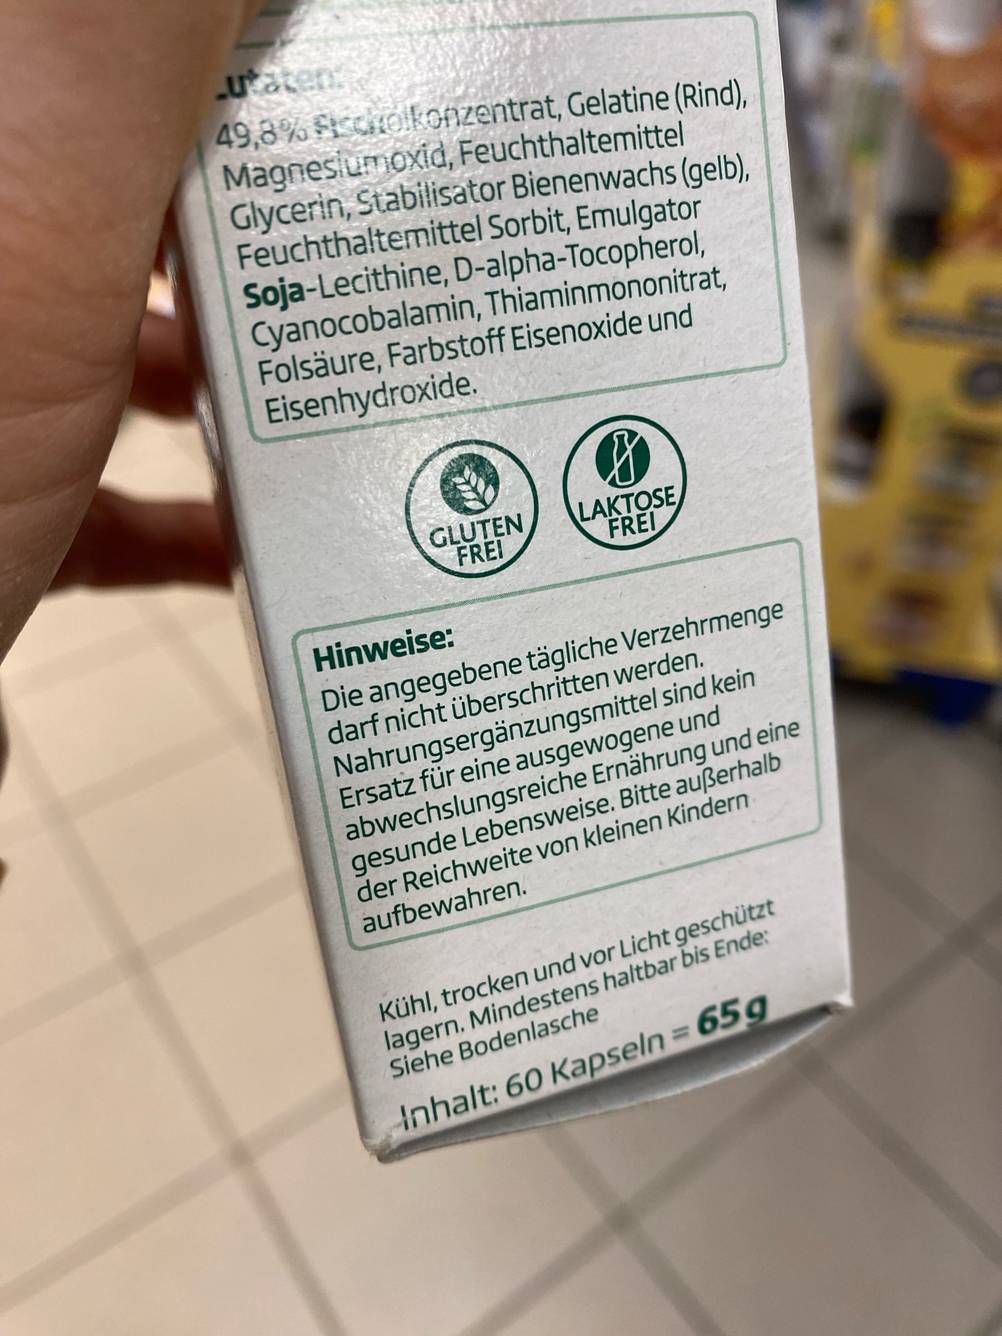 Zutaten:
49,8% Fischölkonzentrat, Gelatine (Rind),
Magnesiumoxid, Feuchthaltemittel
Glycerin, Stabilisator Bienenwachs (gelb),
Feuchthaltemittel Sorbit, Emulgator
Soja-Lecithine, D-alpha-Tocopherol,
Cyanocobalamin, Thiaminmononitrat,
Folsäure, Farbstoff Eisenoxide und
Eisenhydroxide.
GLUTEN
FREI
LAKTOSE
FREI
Hinweise:
Die angegebene tägliche Verzehrmenge
darf nicht überschritten werden.
Nahrungsergänzungsmittel sind kein
Ersatz für eine ausgewogene und
abwechslungsreiche Ernährung und eine
gesunde Lebensweise. Bitte außerhalb
der Reichweite von kleinen Kindern
aufbewahren.
Kühl, trocken und vor Licht geschützt
lagern. Mindestens haltbar bis Ende:
Siehe Bodenlasche
Inhalt: 60 Kapseln = 65 g